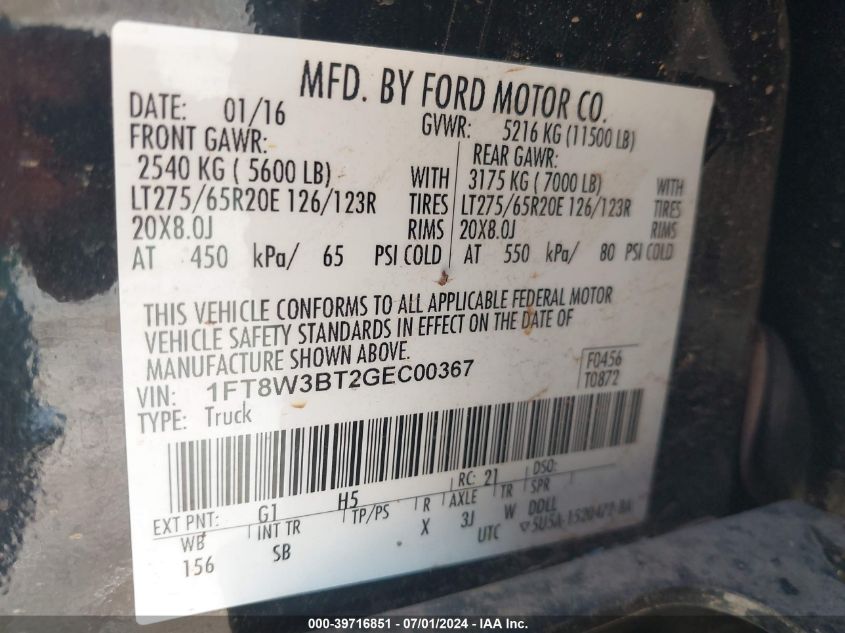 MFD. BY FORD MOTOR CO.
DATE: 01/16 GVWR: 5216 KG (11500 LB)
FRONT GAWR: REAR GAWR:
2540 KG ( 5600 LB) WITH 3175 KG ( 7000 LB) WITH
LT275/65R20E 126/123R TIRES LT275/65R20E 126/123R TIRES
20X8.0J RIMS 20X8.0J RIMS
AT 450 kPa/ 65 PSI COLD AT 550 kPa/ 80 PSI COLD
THIS VEHICLE CONFORMS TO ALL APPLICABLE FEDERAL MOTOR
VEHICLE SAFETY STANDARDS IN EFFECT ON THE DATE OF
MANUFACTURE SHOWN ABOVE.
VIN: 1FT8W3BT2GEC00367 F0456
TYPE: Truck T0872
EXT PNT: G1 H5 RC: 21 DSO:
WB INT TR TP/PS R AXLE TR SPR
156 SB X 3J W DDLL
UTC
000-39716851 / 07/01/2024 - IAA Inc.